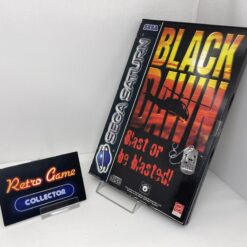 SEGA
BLACK
DAWN
Blast or
be blasted!
SEGA SATURN
Retro Game
COLLECTOR